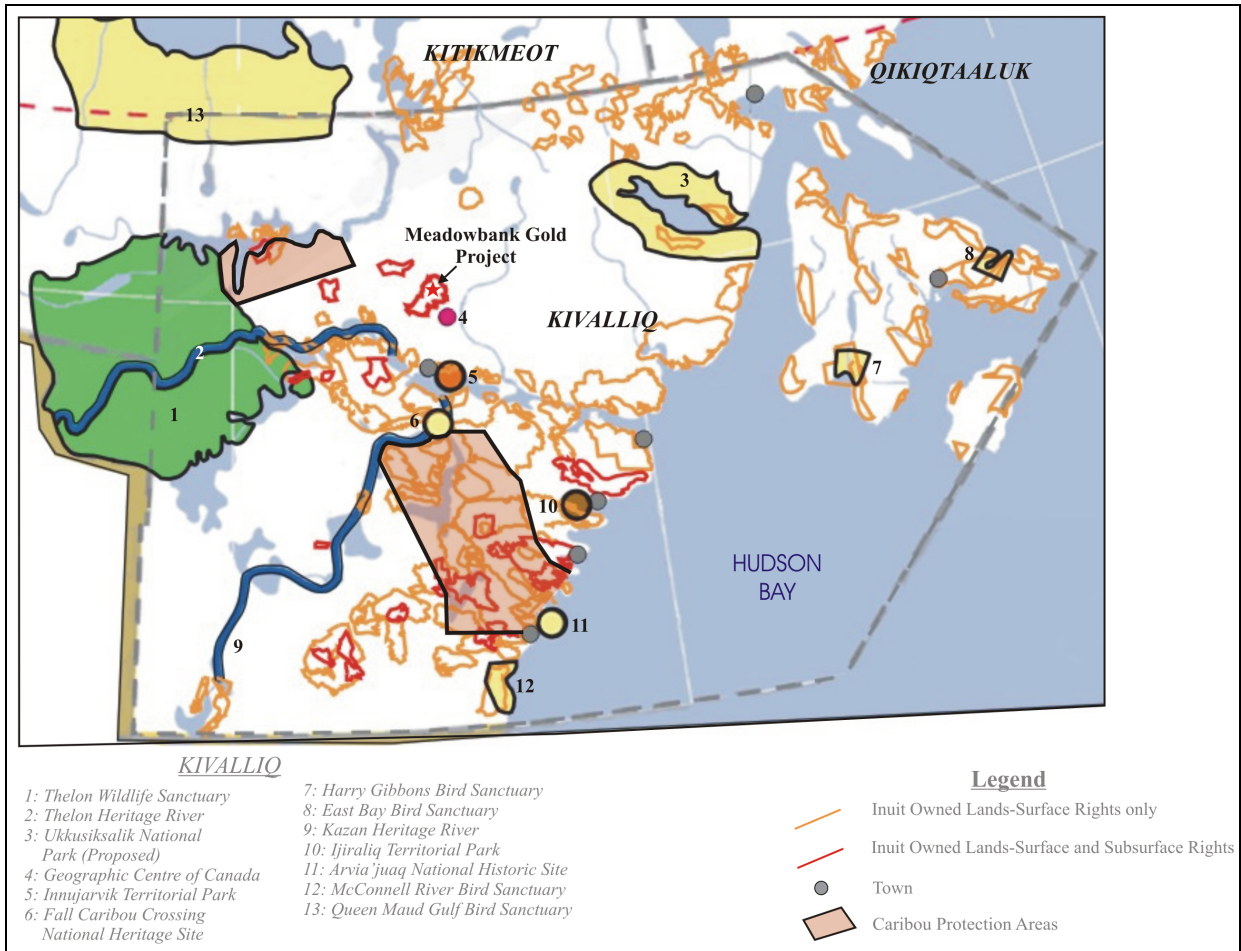 KITIKMEOT
QIKIQTAALUK
13
3
Meadowbank Gold
Project
8
4
KIVALLIQ
2
7
5
1
6
10
HUDSON
BAY
11
9
12
KIVALLIQ
1: Thelon Wildlife Sanctuary
2: Thelon Heritage River
3: Ukkusiksalik National
Park (Proposed)
4: Geographic Centre of Canada
5: Innujarvik Territorial Park
6: Fall Caribou Crossing
National Heritage Site
7: Harry Gibbons Bird Sanctuary
8: East Bay Bird Sanctuary
9: Kazan Heritage River
10: Ijiraliq Territorial Park
11: Arvia'juaq National Historic Site
12: McConnell River Bird Sanctuary
13: Queen Maud Gulf Bird Sanctuary
Legend
Inuit Owned Lands-Surface Rights only
Inuit Owned Lands-Surface and Subsurface Rights
Town
Caribou Protection Areas